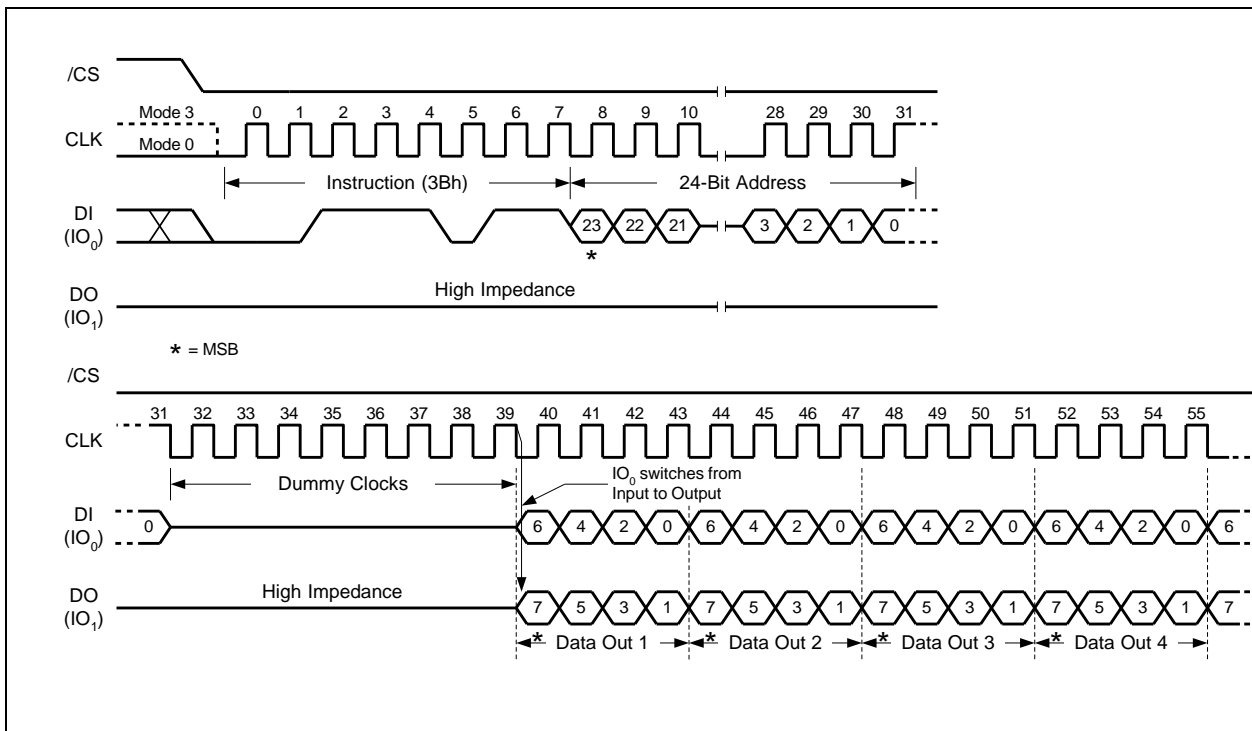 /CS
Mode 3 0 1 2 3 4 5 6 7 8 9 10 28 29 30 31
CLK Mode 0
Instruction (3Bh) 24-Bit Address
DI
(IO0) 23 22 21 3 2 1 0
*
High Impedance
DO
(IO1)
* = MSB
/CS
31 32 33 34 35 36 37 38 39 40 41 42 43 44 45 46 47 48 49 50 51 52 53 54 55
CLK
Dummy Clocks
IO0 switches from
Input to Output
DI
(IO0) 0 6 4 2 0 6 4 2 0 6 4 2 0 6 4 2 0 6
High Impedance
DO
(IO1) 7 5 3 1 7 5 3 1 7 5 3 1 7 5 3 1 7
* Data Out 1 * Data Out 2 * Data Out 3 * Data Out 4